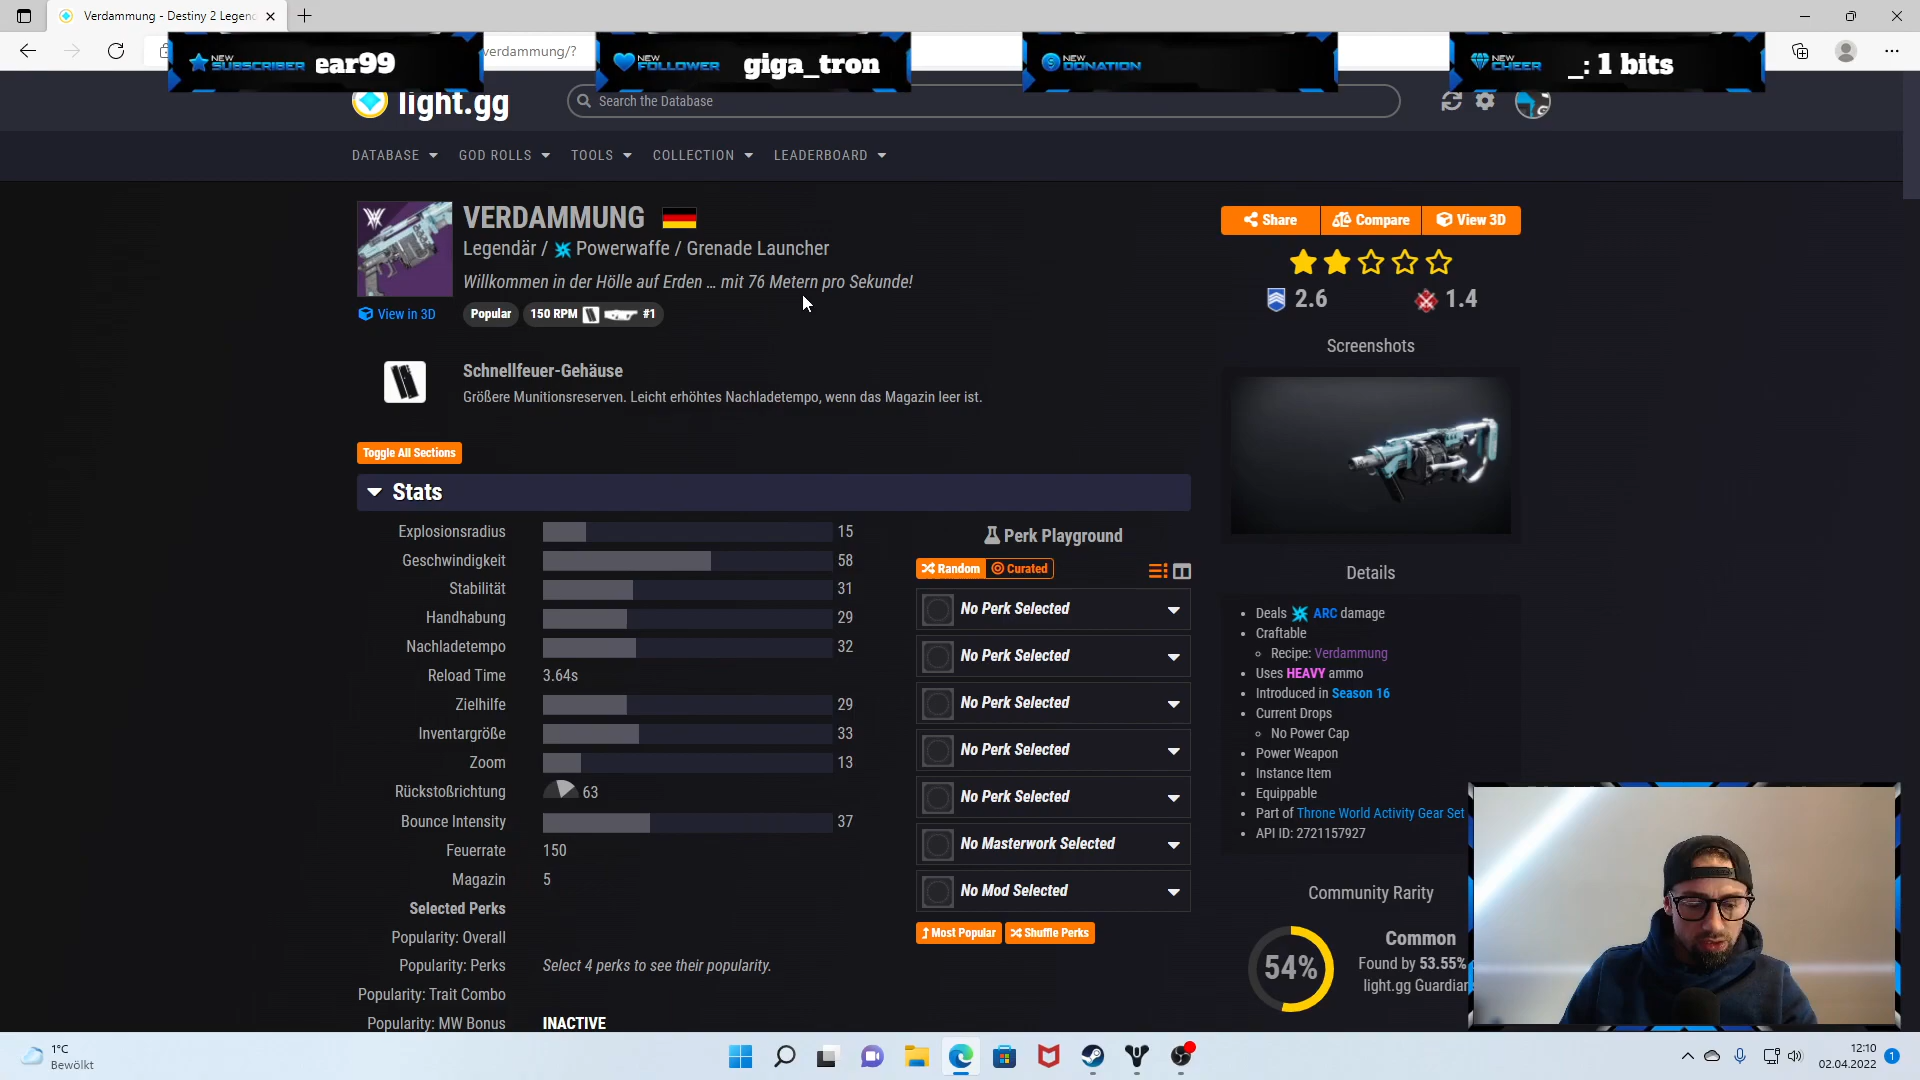 Verdammung - Destiny 2 Legen
verdammung/?
NEW SUBSCRIBER ear99
NEW FOLLOWER giga_tron
NEW DONATION
NEW CHEER _: 1 bits
light.gg
Search the Database
DATABASE
GOD ROLLS
TOOLS
COLLECTION
LEADERBOARD
VERDAMMUNG
Legendär / Powerwaffe / Grenade Launcher
Willkommen in der Hölle auf Erden … mit 76 Metern pro Sekunde!
View in 3D
Popular
150 RPM #1
Schnellfeuer-Gehäuse
Größere Munitionsreserven. Leicht erhöhtes Nachladetempo, wenn das Magazin leer ist.
Toggle All Sections
Stats
Explosionsradius 15
Geschwindigkeit 58
Stabilität 31
Handhabung 29
Nachladetempo 32
Reload Time 3.64s
Zielhilfe 29
Inventargröße 33
Zoom 13
Rückstoßrichtung 63
Bounce Intensity 37
Feuerrate 150
Magazin 5
Selected Perks
Popularity: Overall
Popularity: Perks Select 4 perks to see their popularity.
Popularity: Trait Combo
Popularity: MW Bonus INACTIVE
Perk Playground
Random Curated
No Perk Selected
No Perk Selected
No Perk Selected
No Perk Selected
No Perk Selected
No Masterwork Selected
No Mod Selected
Most Popular Shuffle Perks
Share Compare View 3D
2.6 1.4
Screenshots
Details
Deals ARC damage
Craftable
Recipe: Verdammung
Uses HEAVY ammo
Introduced in Season 16
Current Drops
No Power Cap
Power Weapon
Instance Item
Equippable
Part of Throne World Activity Gear Set
API ID: 2721157927
Community Rarity
54%
Common
Found by 53.55%
light.gg Guardian
1°C
Bewölkt
12:10
02.04.2022
1